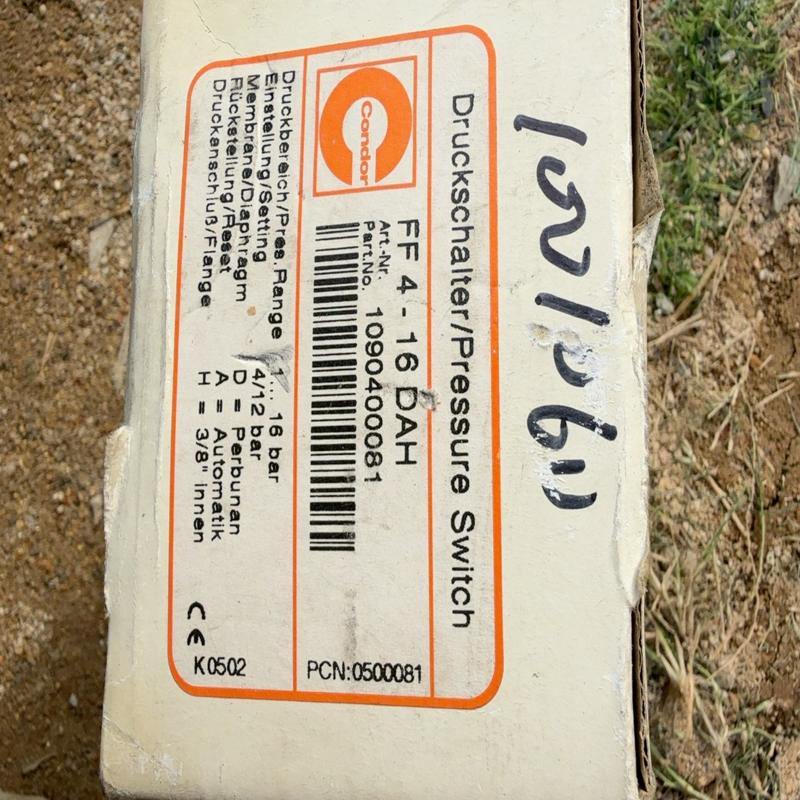 Druckschalter/Pressure Switch
Condor
FF 4 - 16 DAH
Art.-Nr.
Part.No. 1090400081
PCN:0500081
Druckbereich/Pres.Range 1... 16 bar
Einstellung/Setting 4/12 bar
Membrane/Diaphragm D = Perbunan
Rückstellung/Reset A = Automatik
Druckanschluß/Flange H = 3/8" innen
CE K0502